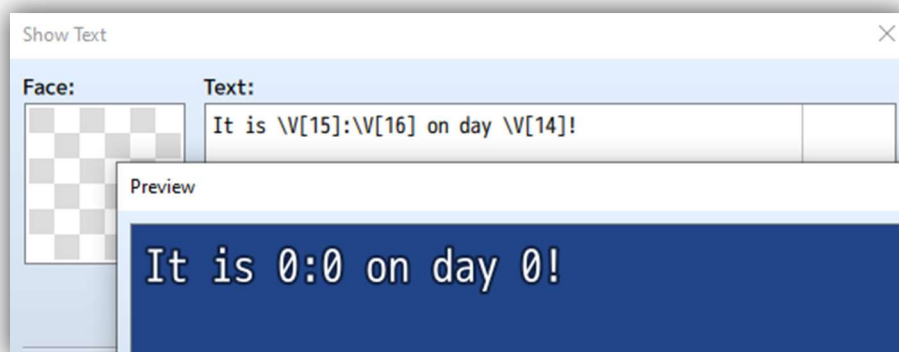 Show Text
Face:
Text:
It is \V[15]:\V[16] on day \V[14]!
Preview
It is 0:0 on day 0!